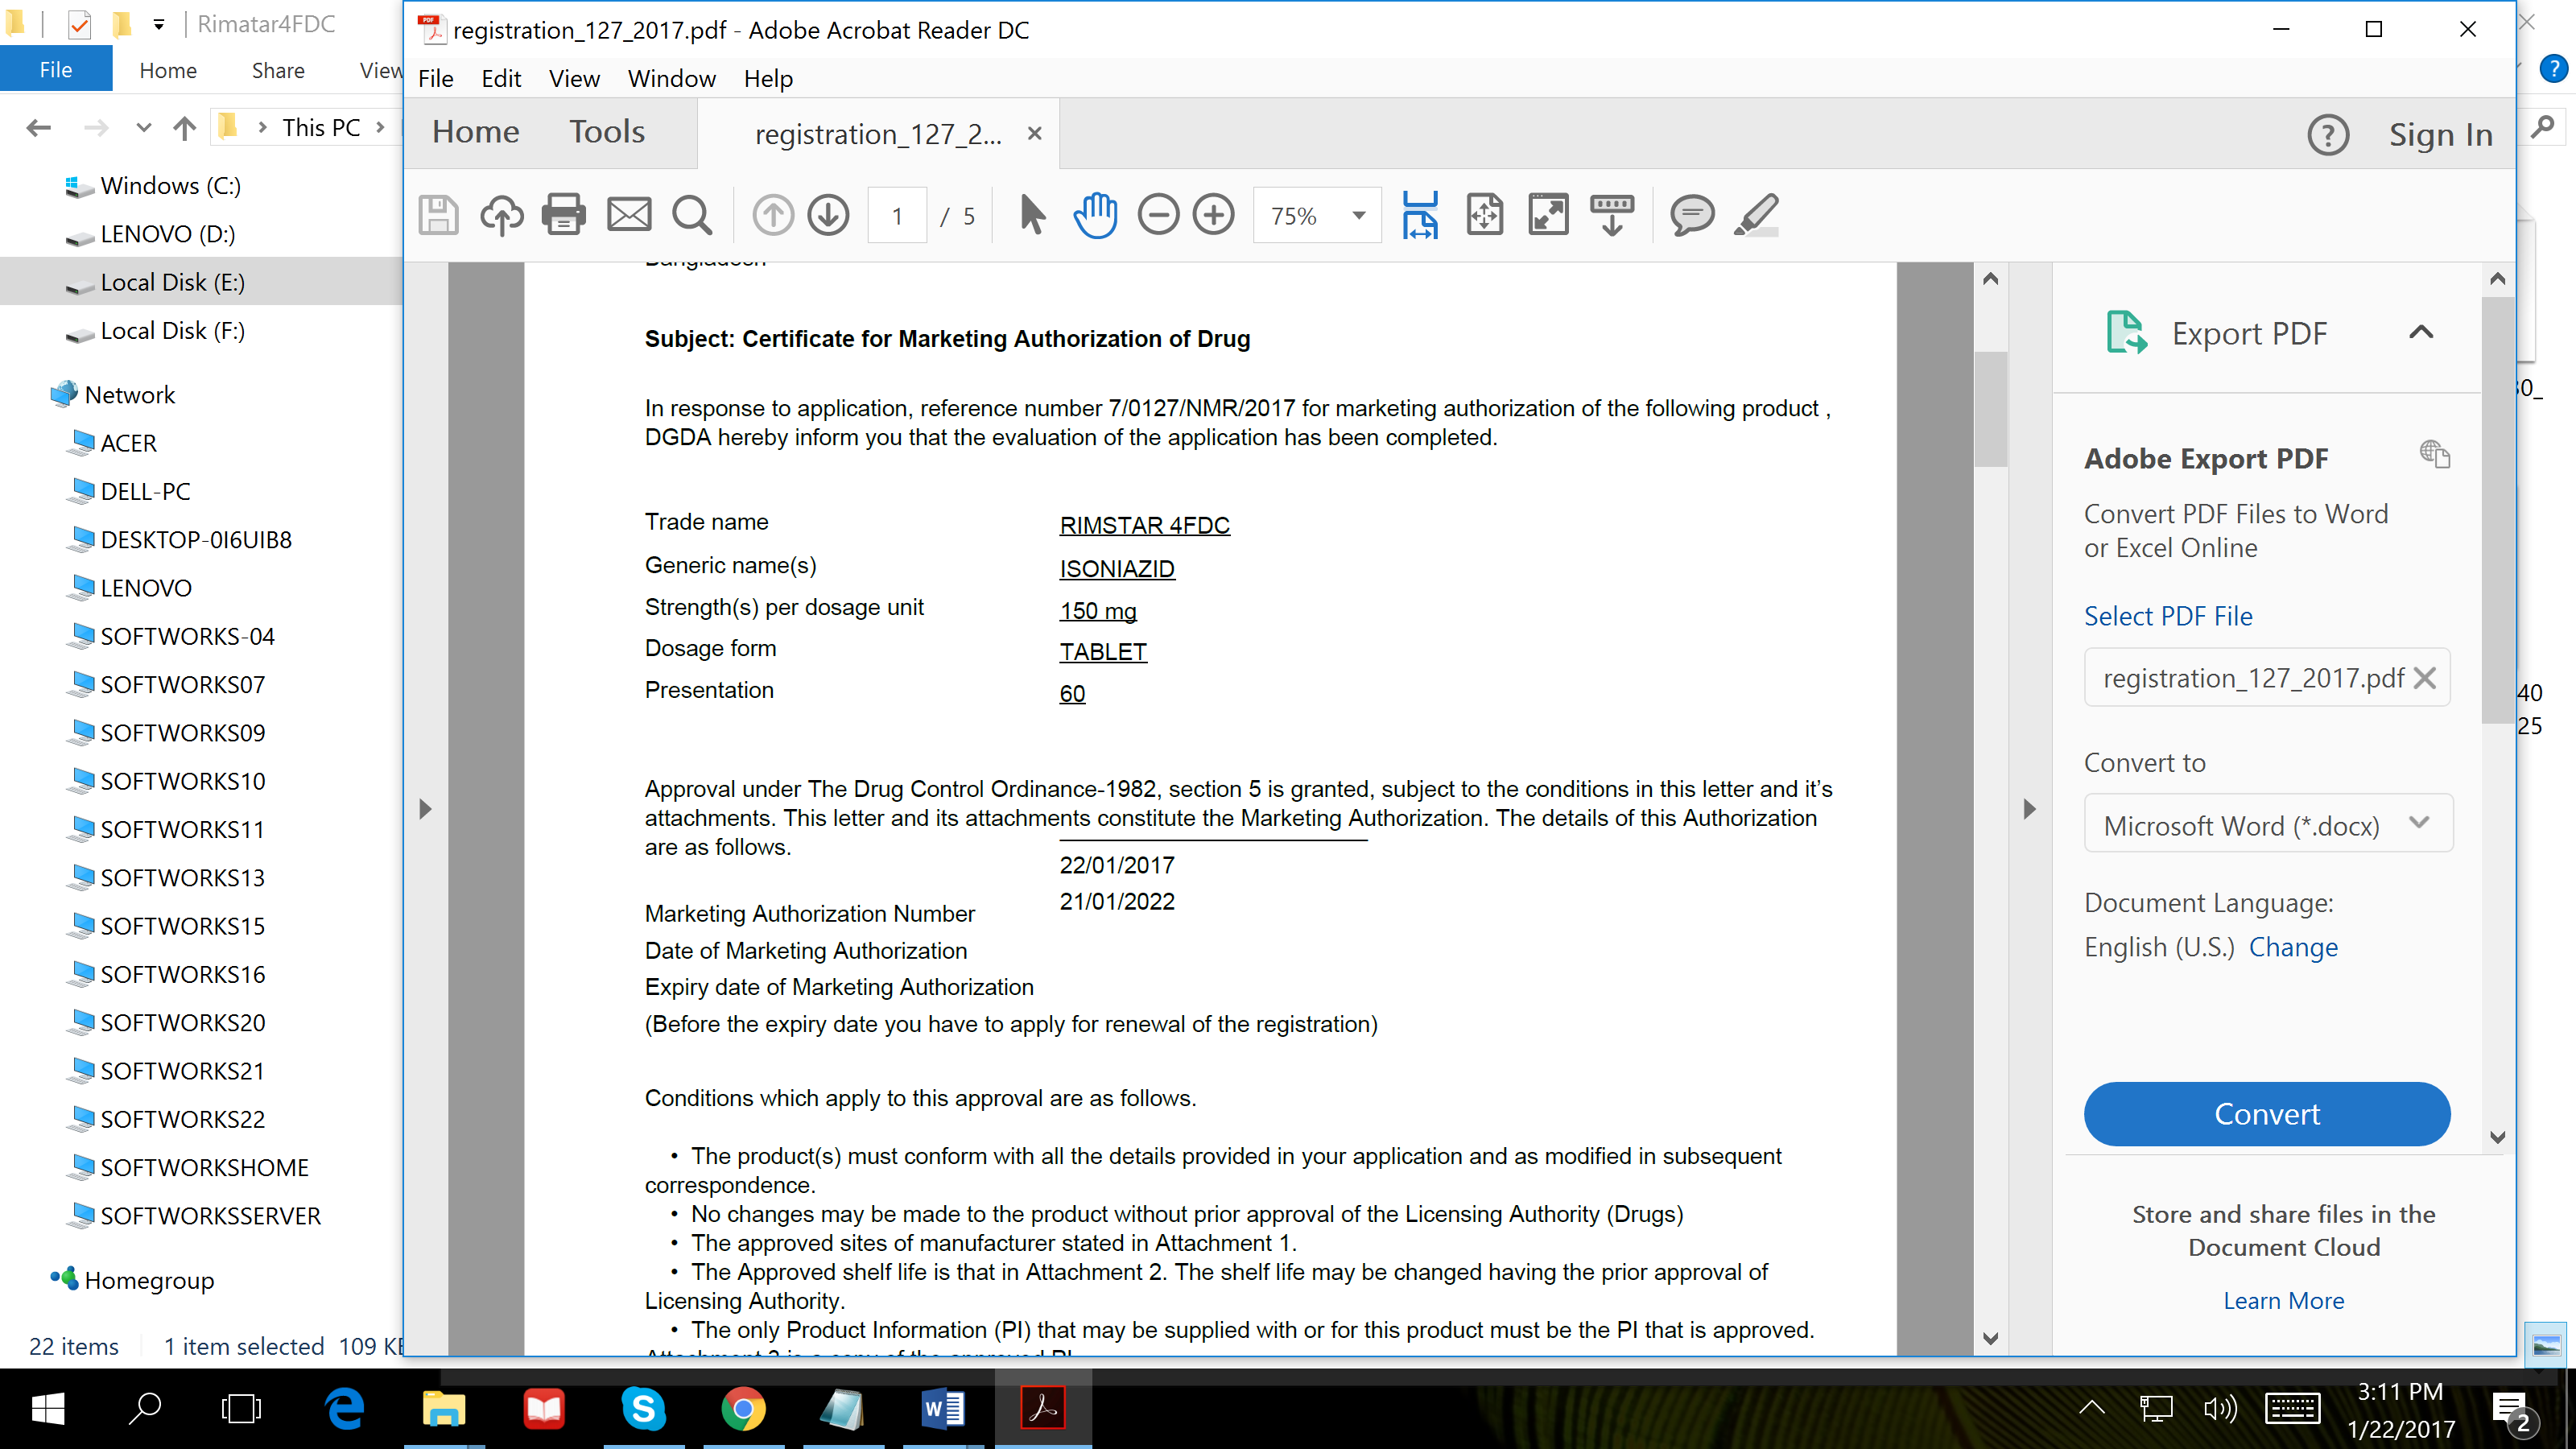 Rimatar4FDC
File Home Share View
This PC
Windows (C:)
LENOVO (D:)
Local Disk (E:)
Local Disk (F:)
Network
ACER
DELL-PC
DESKTOP-0I6UIB8
LENOVO
SOFTWORKS-04
SOFTWORKS07
SOFTWORKS09
SOFTWORKS10
SOFTWORKS11
SOFTWORKS13
SOFTWORKS15
SOFTWORKS16
SOFTWORKS20
SOFTWORKS21
SOFTWORKS22
SOFTWORKSHOME
SOFTWORKSSERVER
Homegroup
22 items 1 item selected 109 KB
registration_127_2017.pdf - Adobe Acrobat Reader DC
File Edit View Window Help
Home Tools registration_127_2... Sign In
1 / 5 75%
Bangladesh
Subject: Certificate for Marketing Authorization of Drug
In response to application, reference number 7/0127/NMR/2017 for marketing authorization of the following product ,
DGDA hereby inform you that the evaluation of the application has been completed.
Trade name RIMSTAR 4FDC
Generic name(s) ISONIAZID
Strength(s) per dosage unit 150 mg
Dosage form TABLET
Presentation 60
Approval under The Drug Control Ordinance-1982, section 5 is granted, subject to the conditions in this letter and it's
attachments. This letter and its attachments constitute the Marketing Authorization. The details of this Authorization
are as follows.
22/01/2017
21/01/2022
Marketing Authorization Number
Date of Marketing Authorization
Expiry date of Marketing Authorization
(Before the expiry date you have to apply for renewal of the registration)
Conditions which apply to this approval are as follows.
• The product(s) must conform with all the details provided in your application and as modified in subsequent
correspondence.
• No changes may be made to the product without prior approval of the Licensing Authority (Drugs)
• The approved sites of manufacturer stated in Attachment 1.
• The Approved shelf life is that in Attachment 2. The shelf life may be changed having the prior approval of
Licensing Authority.
• The only Product Information (PI) that may be supplied with or for this product must be the PI that is approved.
Attachment 3 is a copy of the approved PI
Export PDF
Adobe Export PDF
Convert PDF Files to Word
or Excel Online
Select PDF File
registration_127_2017.pdf
Convert to
Microsoft Word (*.docx)
Document Language:
English (U.S.) Change
Convert
Store and share files in the
Document Cloud
Learn More
40
25
3:11 PM
1/22/2017
2